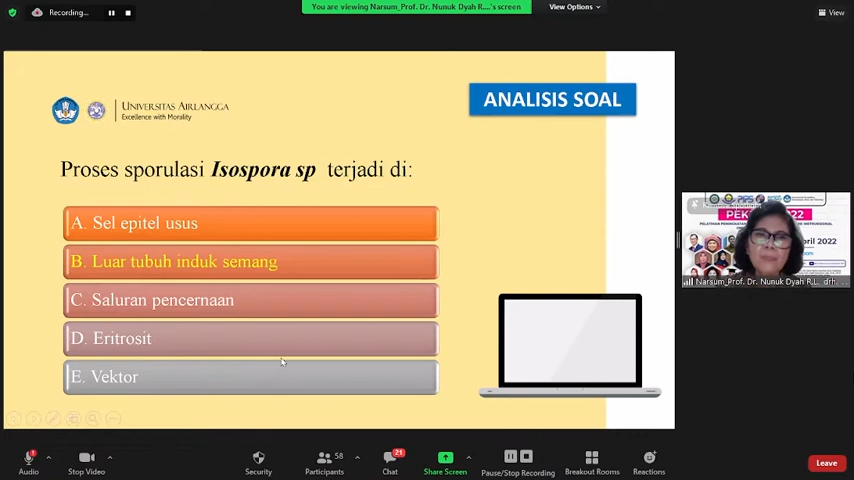 Recording...
You are viewing Narsum_Prof. Dr. Nunuk Dyah R....'s screen
View Options
View
UNIVERSITAS AIRLANGGA
Excellence with Morality
ANALISIS SOAL
Proses sporulasi Isospora sp terjadi di:
A. Sel epitel usus
B. Luar tubuh induk semang
C. Saluran pencernaan
D. Eritrosit
E. Vektor
Narsum_Prof. Dr. Nunuk Dyah R.L. drh...
1
Audio
Stop Video
Security
58
Participants
21
Chat
Share Screen
Pause/Stop Recording
Breakout Rooms
Reactions
Leave